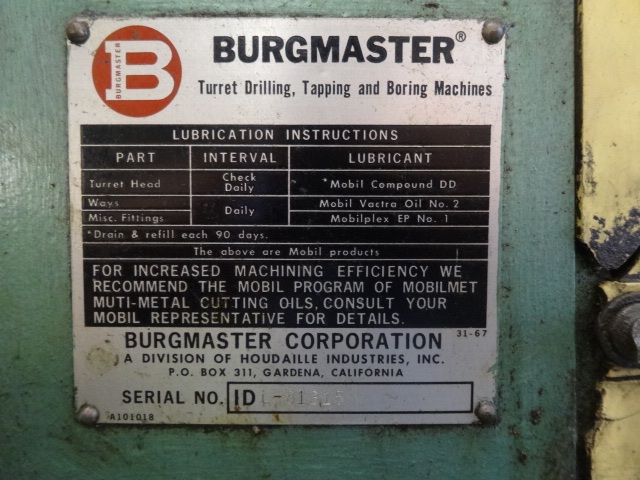 B
BURGMASTER
BURGMASTER®
Turret Drilling, Tapping and Boring Machines
LUBRICATION INSTRUCTIONS
PART INTERVAL LUBRICANT
Turret Head Check Daily *Mobil Compound DD
Ways Daily Mobil Vactra Oil No. 2
Misc. Fittings Mobilplex EP No. 1
*Drain & refill each 90 days.
The above are Mobil products
FOR INCREASED MACHINING EFFICIENCY WE
RECOMMEND THE MOBIL PROGRAM OF MOBILMET
MUTI-METAL CUTTING OILS, CONSULT YOUR
MOBIL REPRESENTATIVE FOR DETAILS.
31-67
BURGMASTER CORPORATION
A DIVISION OF HOUDAILLE INDUSTRIES, INC.
P.O. BOX 311, GARDENA, CALIFORNIA
SERIAL NO. ID
A101018